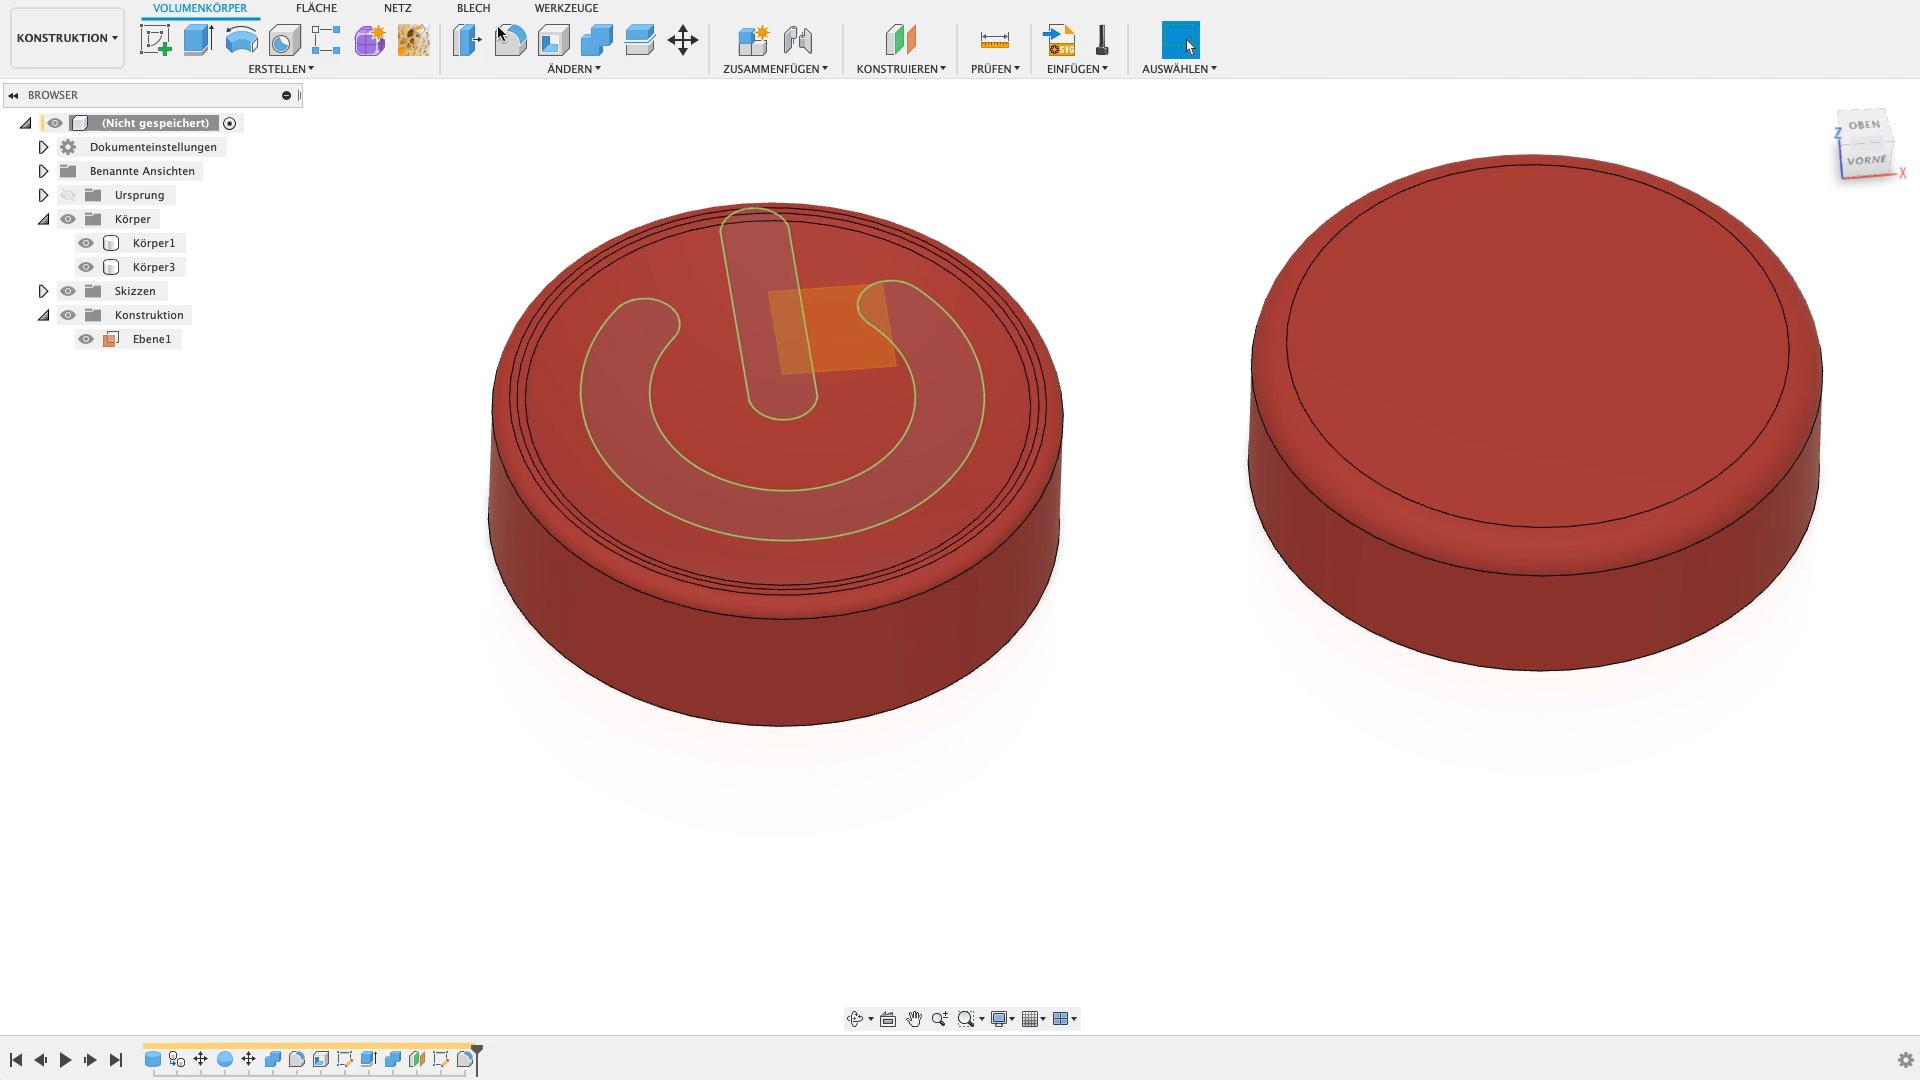 VOLUMENKÖRPER FLÄCHE NETZ BLECH WERKZEUGE
KONSTRUKTION
ERSTELLEN ÄNDERN ZUSAMMENFÜGEN KONSTRUIEREN PRÜFEN EINFÜGEN AUSWÄHLEN
SVG
BROWSER
(Nicht gespeichert)
Dokumenteinstellungen
Benannte Ansichten
Ursprung
Körper
Körper1
Körper3
Skizzen
Konstruktion
Ebene1
OBEN
Z
VORNE
X